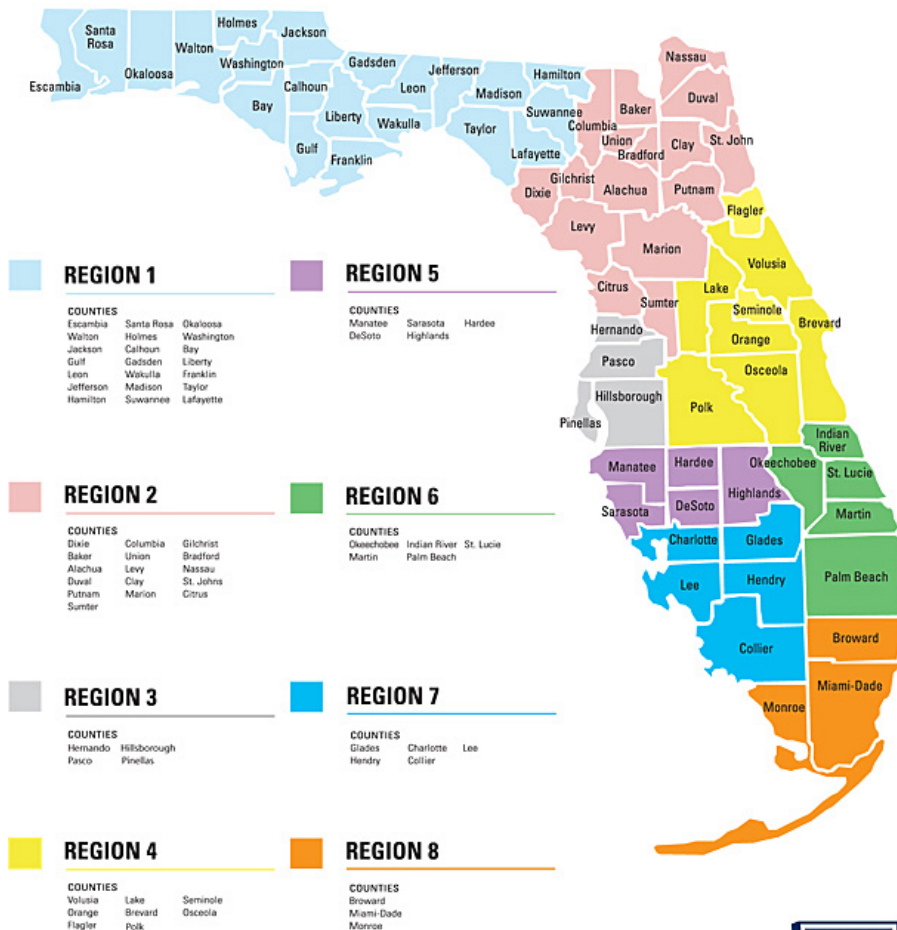 Holmes
Santa
Rosa
Jackson
Walton
Washington
Okaloosa
Escambia
Bay
Calhoun
Gadsden
Jefferson
Hamilton
Leon
Madison
Liberty
Wakulla
Suwannee
Taylor
Gulf
Franklin
Lafayette
Nassau
Baker
Duval
Columbia
Union
Bradford
Clay
St. John
Gilchrist
Dixie
Alachua
Putnam
Flagler
Levy
Marion
Volusia
Citrus
Sumter
Lake
Seminole
Brevard
Hernando
Orange
Pasco
Osceola
Hillsborough
Polk
Pinellas
Indian
River
Manatee
Hardee
Okeechobee
St. Lucie
Highlands
Sarasota
DeSoto
Martin
Charlotte
Glades
Lee
Hendry
Palm Beach
Collier
Broward
Miami-Dade
Monroe
REGION 1
COUNTIES
Escambia Santa Rosa Okaloosa
Walton Holmes Washington
Jackson Calhoun Bay
Gulf Gadsden Liberty
Leon Wakulla Franklin
Jefferson Madison Taylor
Hamilton Suwannee Lafayette
REGION 5
COUNTIES
Manatee Sarasota Hardee
DeSoto Highlands
REGION 2
COUNTIES
Dixie Columbia Gilchrist
Baker Union Bradford
Alachua Levy Nassau
Duval Clay St. Johns
Putnam Marion Citrus
Sumter
REGION 6
COUNTIES
Okeechobee Indian River St. Lucie
Martin Palm Beach
REGION 3
COUNTIES
Hernando Hillsborough
Pasco Pinellas
REGION 7
COUNTIES
Glades Charlotte Lee
Hendry Collier
REGION 4
COUNTIES
Volusia Lake Seminole
Orange Brevard Osceola
Flagler Polk
REGION 8
COUNTIES
Broward
Miami-Dade
Monroe